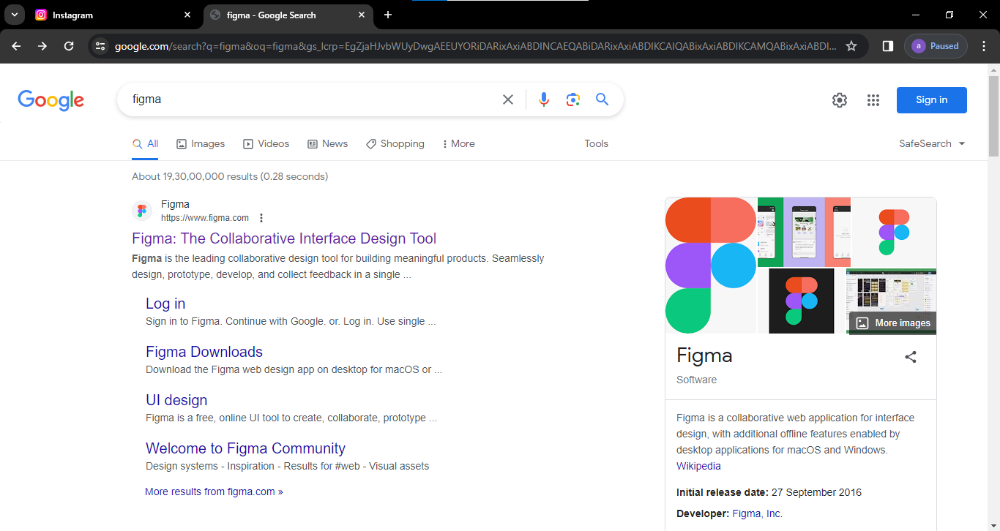 Instagram
figma - Google Search
google.com/search?q=figma&oq=figma&gs_lcrp=EgZjaHJvbWUyDwgAEEUYORiDARixAxiABDINCAEQABiDARixAxiABDIKCAIQABixAxiABDIKCAMQABixAxiABDI...
a Paused
Google
figma
Sign in
All Images Videos News Shopping More Tools SafeSearch
About 19,30,00,000 results (0.28 seconds)
Figma
https://www.figma.com
Figma: The Collaborative Interface Design Tool
Figma is the leading collaborative design tool for building meaningful products. Seamlessly
design, prototype, develop, and collect feedback in a single ...
Log in
Sign in to Figma. Continue with Google. or. Log in. Use single ...
Figma Downloads
Download the Figma web design app on desktop for macOS or ...
UI design
Figma is a free, online UI tool to create, collaborate, prototype ...
Welcome to Figma Community
Design systems - Inspiration - Results for #web - Visual assets
More results from figma.com »
More images
Figma
Software
Figma is a collaborative web application for interface
design, with additional offline features enabled by
desktop applications for macOS and Windows.
Wikipedia
Initial release date: 27 September 2016
Developer: Figma, Inc.